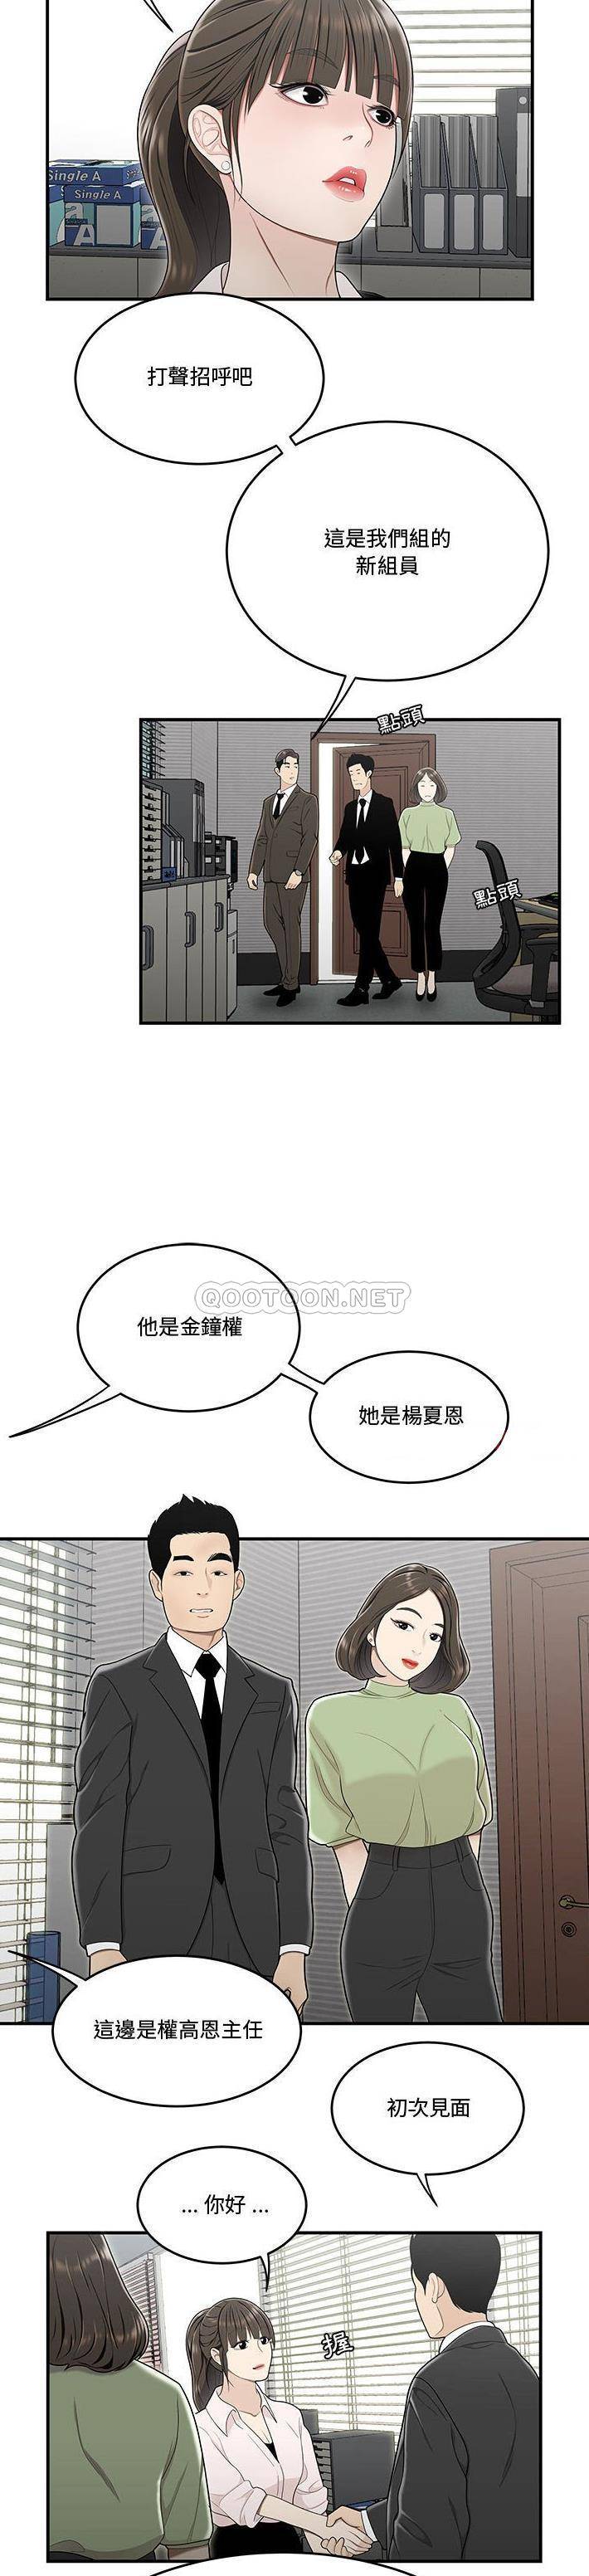 Single A
Single A
A
A
打聲招呼吧
這是我們組的
新組員
點頭
點頭
QOOTOON.NET
他是金鐘權
她是楊夏恩
這邊是權高恩主任
初次見面
... 你好 ...
握